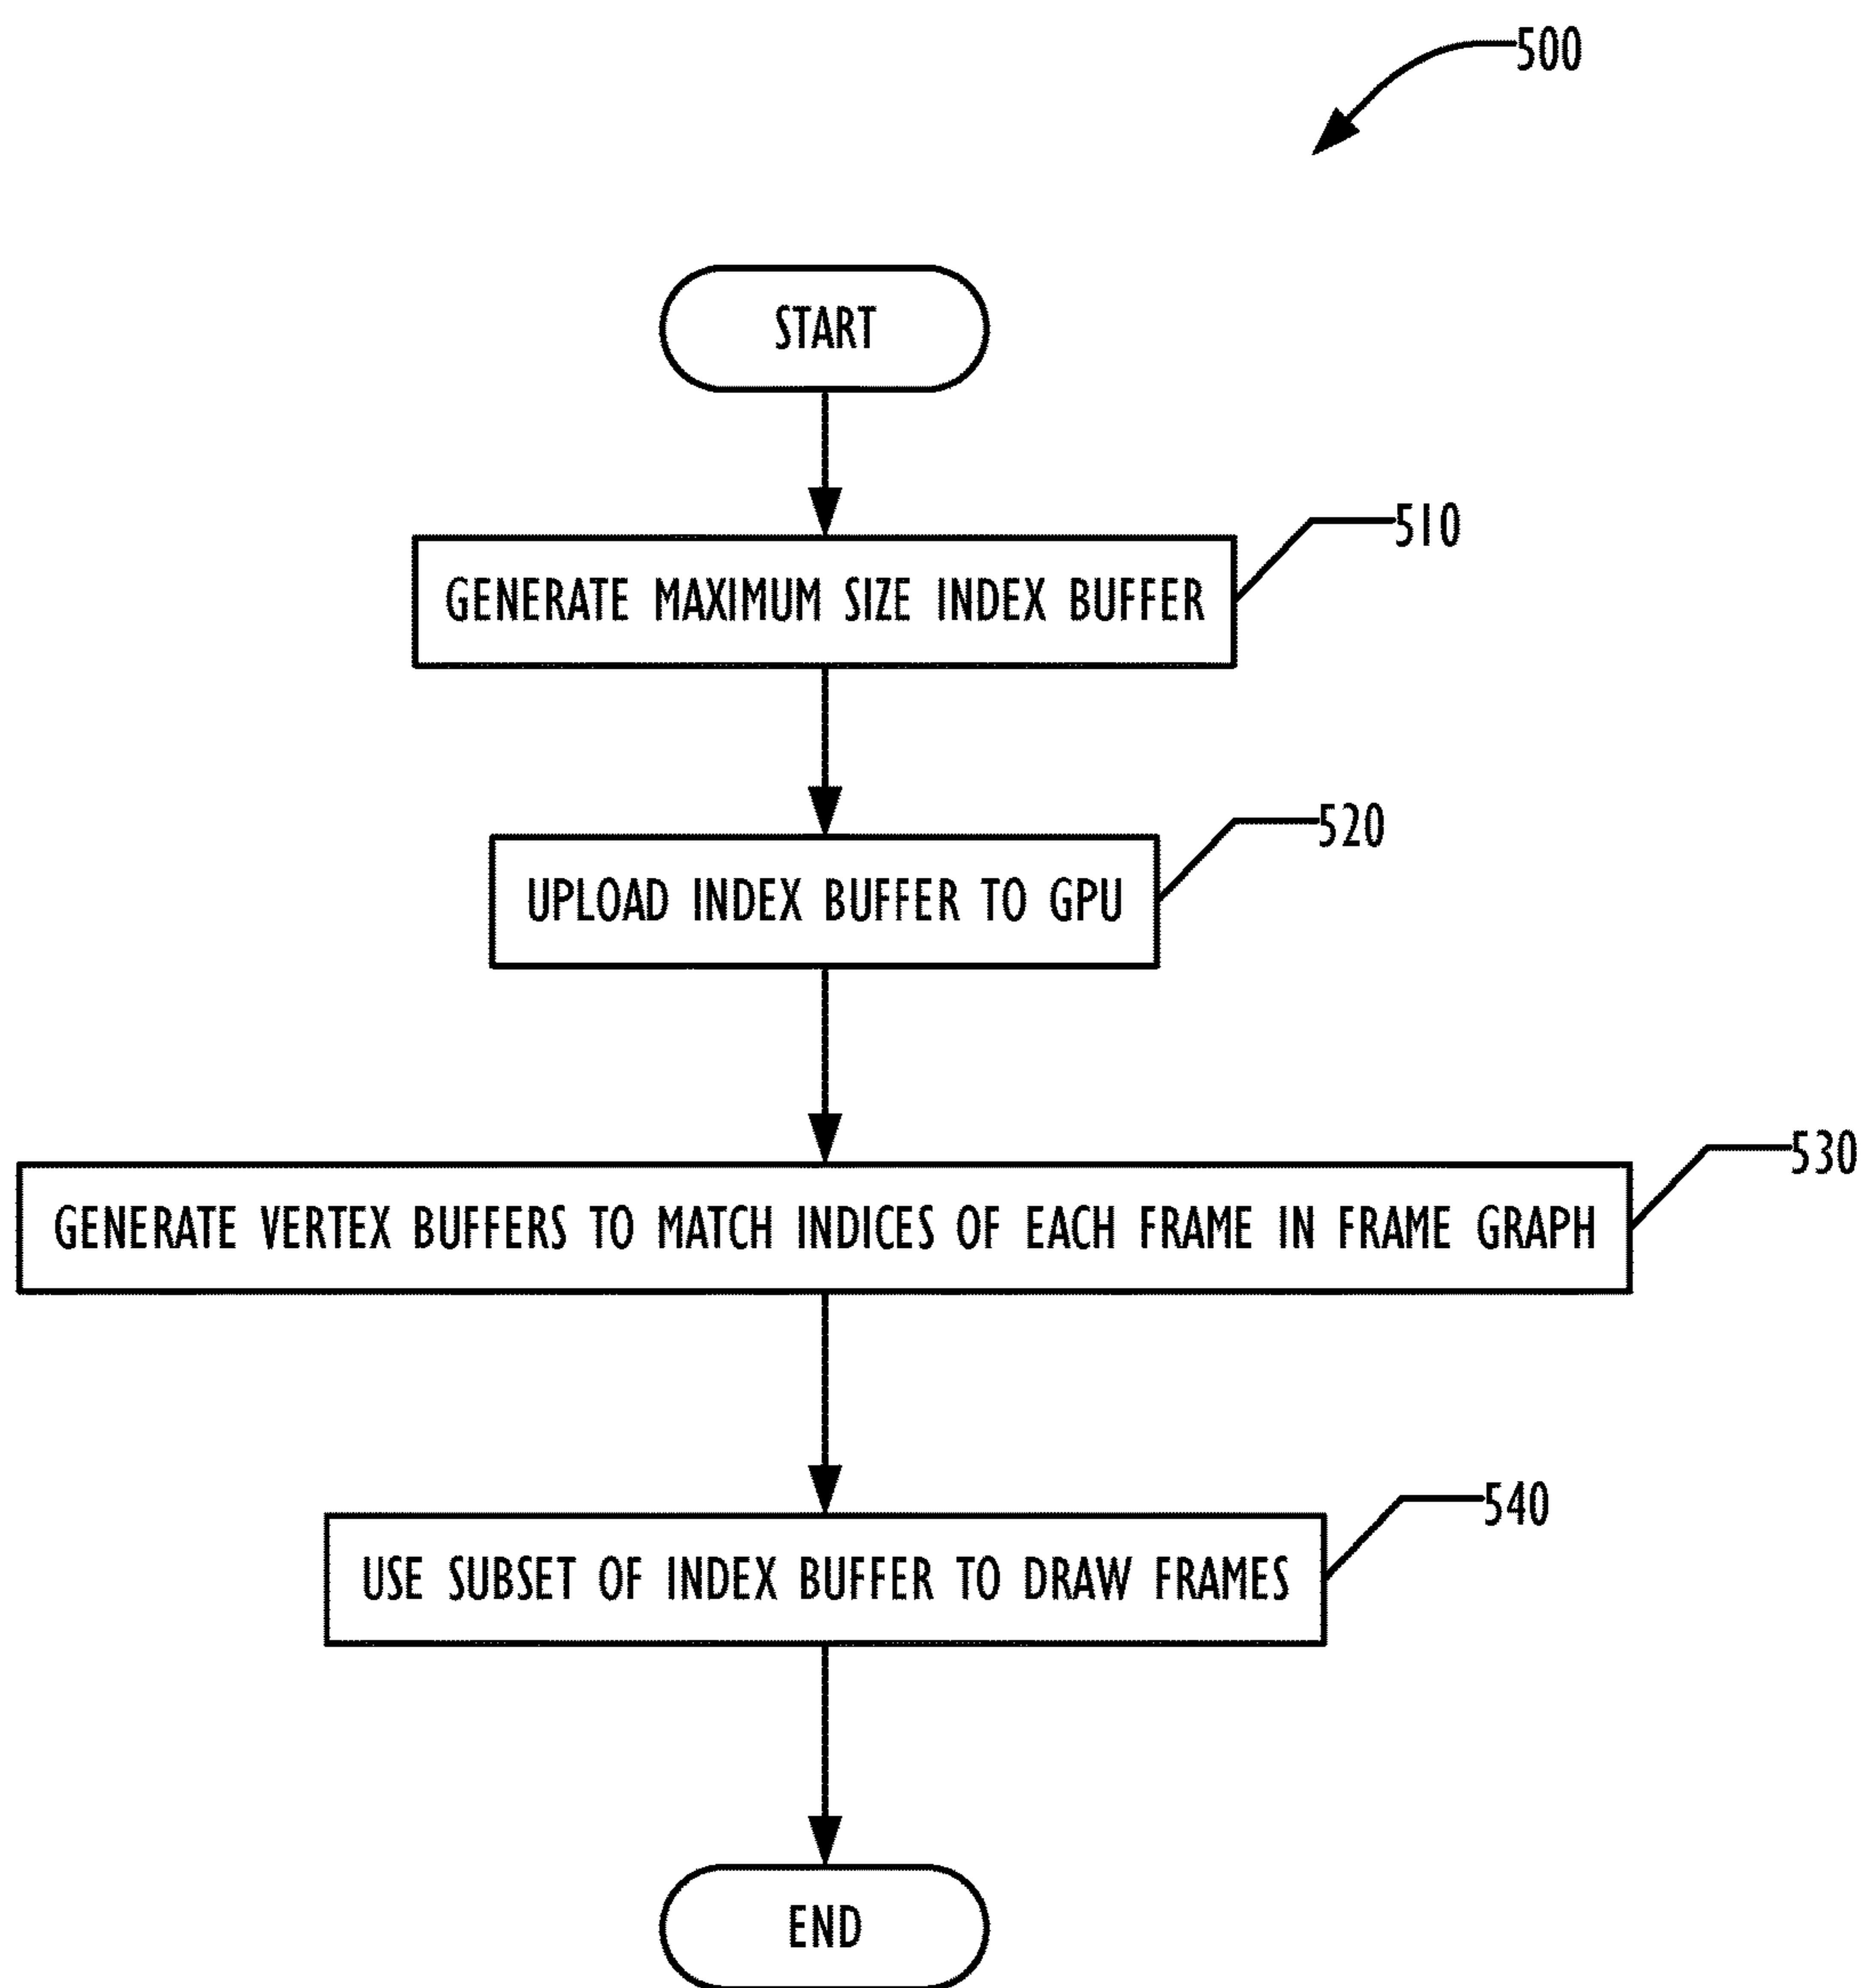 500
START
GENERATE MAXIMUM SIZE INDEX BUFFER
510
UPLOAD INDEX BUFFER TO GPU
520
GENERATE VERTEX BUFFERS TO MATCH INDICES OF EACH FRAME IN FRAME GRAPH
530
USE SUBSET OF INDEX BUFFER TO DRAW FRAMES
540
END